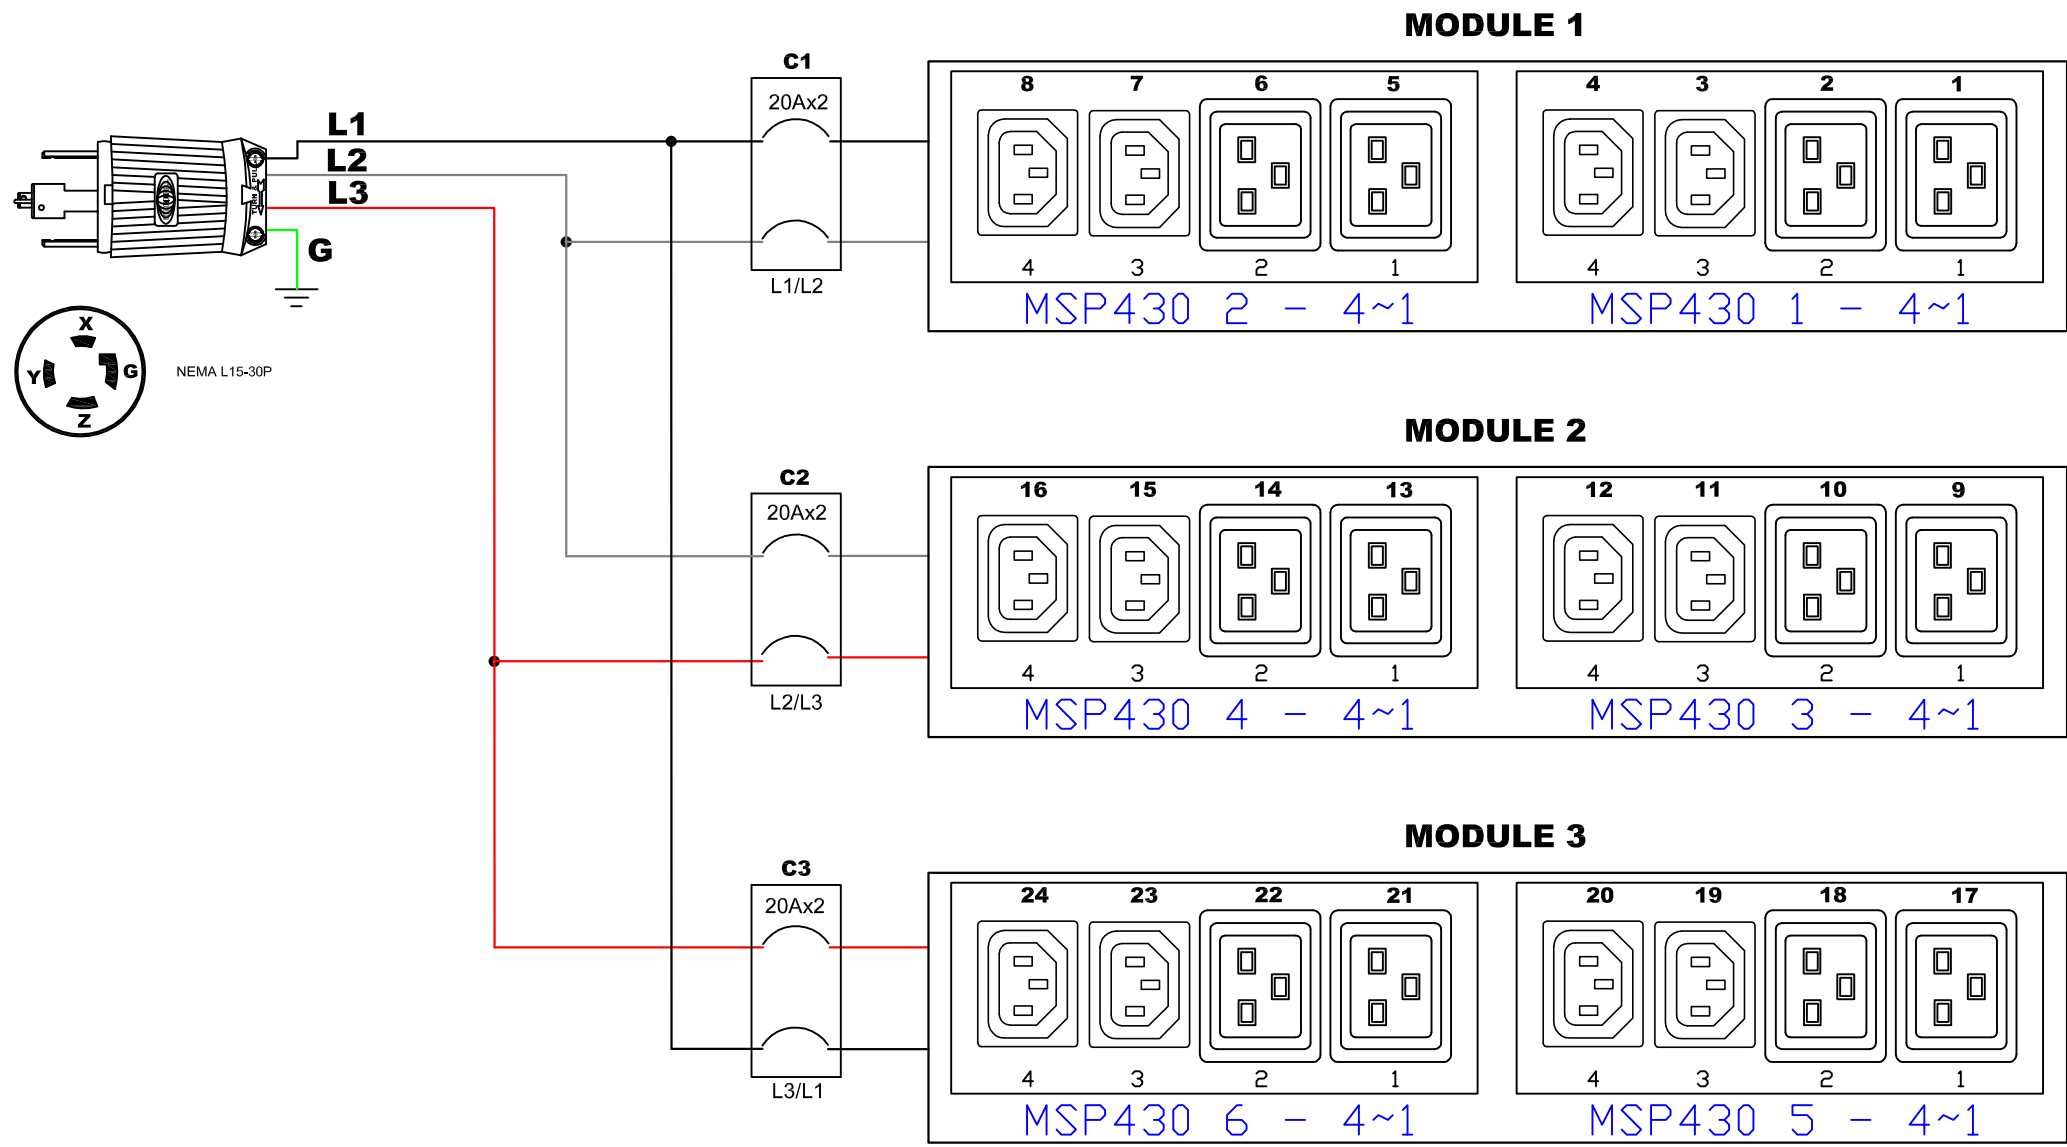 MODULE 1
C1
20Ax2
L1/L2
8 7 6 5 4 3 2 1
4 3 2 1 4 3 2 1
MSP430 2 - 4~1 MSP430 1 - 4~1
L1
L2
L3
G
TURN & PULL
X
Y
G
Z
NEMA L15-30P
MODULE 2
C2
20Ax2
L2/L3
16 15 14 13 12 11 10 9
4 3 2 1 4 3 2 1
MSP430 4 - 4~1 MSP430 3 - 4~1
MODULE 3
C3
20Ax2
L3/L1
24 23 22 21 20 19 18 17
4 3 2 1 4 3 2 1
MSP430 6 - 4~1 MSP430 5 - 4~1